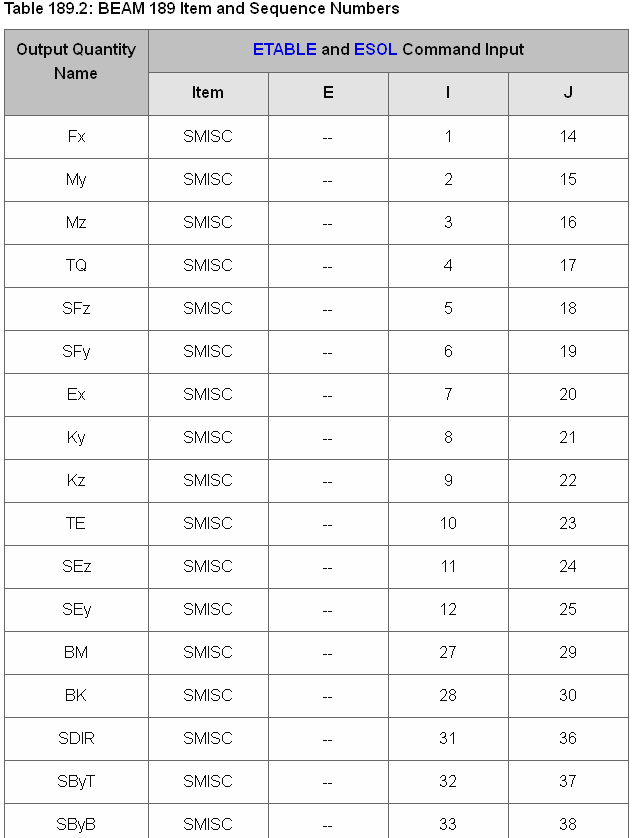 Table 189.2: BEAM 189 Item and Sequence Numbers
Output Quantity Name ETABLE and ESOL Command Input
Item E I J
Fx SMISC -- 1 14
My SMISC -- 2 15
Mz SMISC -- 3 16
TQ SMISC -- 4 17
SFz SMISC -- 5 18
SFy SMISC -- 6 19
Ex SMISC -- 7 20
Ky SMISC -- 8 21
Kz SMISC -- 9 22
TE SMISC -- 10 23
SEz SMISC -- 11 24
SEy SMISC -- 12 25
BM SMISC -- 27 29
BK SMISC -- 28 30
SDIR SMISC -- 31 36
SByT SMISC -- 32 37
SByB SMISC -- 33 38